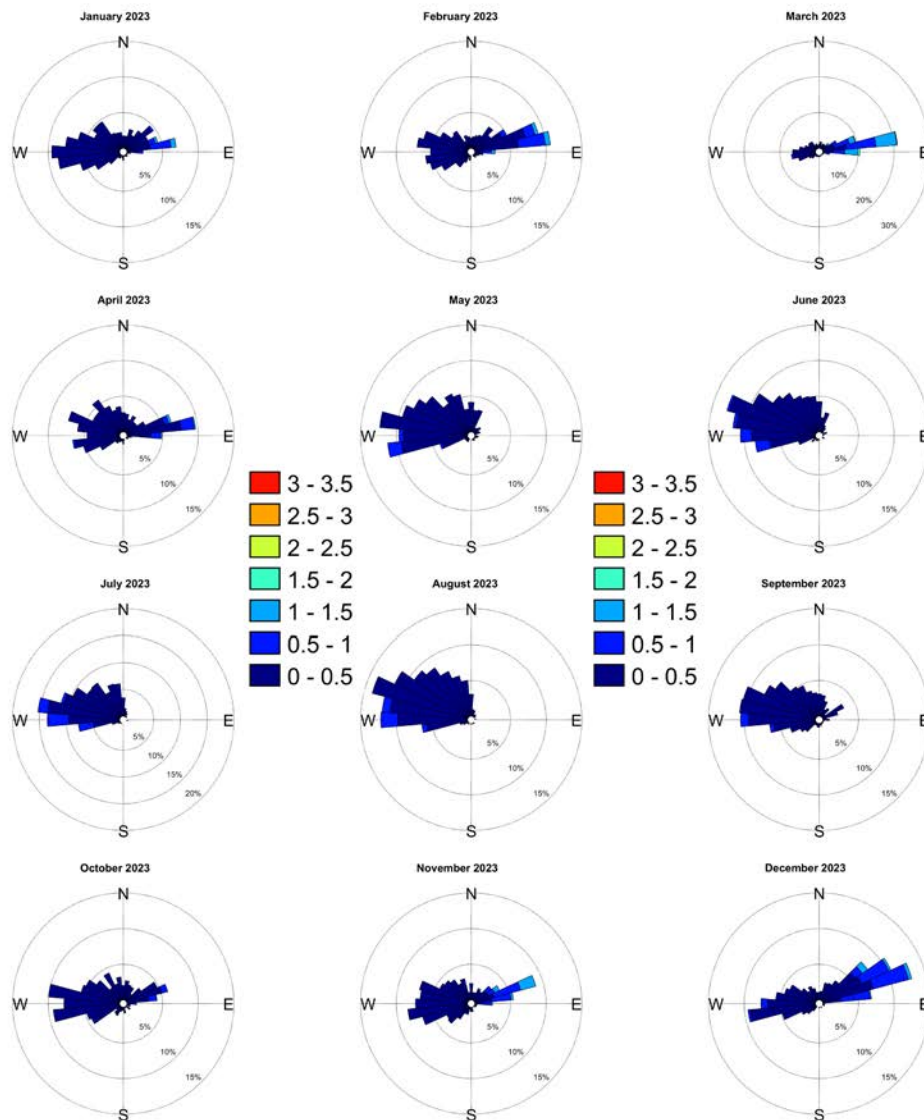 January 2023
February 2023
March 2023
N
N
N
W
E
W
E
W
E
5%
5%
10%
10%
10%
20%
15%
15%
30%
S
S
S
April 2023
May 2023
June 2023
N
N
N
W
E
W
E
W
E
5%
5%
5%
10%
10%
10%
15%
15%
15%
S
S
S
3 - 3.5
3 - 3.5
2.5 - 3
2.5 - 3
2 - 2.5
2 - 2.5
1.5 - 2
1.5 - 2
1 - 1.5
1 - 1.5
0.5 - 1
0.5 - 1
0 - 0.5
0 - 0.5
July 2023
August 2023
September 2023
N
N
N
W
E
W
E
W
E
5%
5%
5%
10%
10%
10%
15%
15%
15%
20%
S
S
S
October 2023
November 2023
December 2023
N
N
N
W
E
W
E
W
E
5%
5%
5%
10%
10%
10%
15%
15%
15%
S
S
S